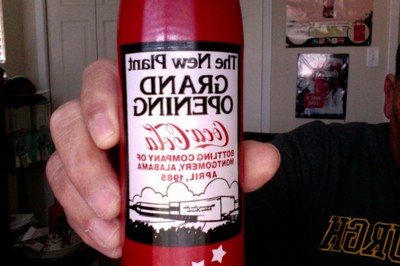 The New Plant
GRAND
OPENING
Coca-Cola
BOTTLING COMPANY OF
MONTGOMERY, ALABAMA
APRIL, 1985